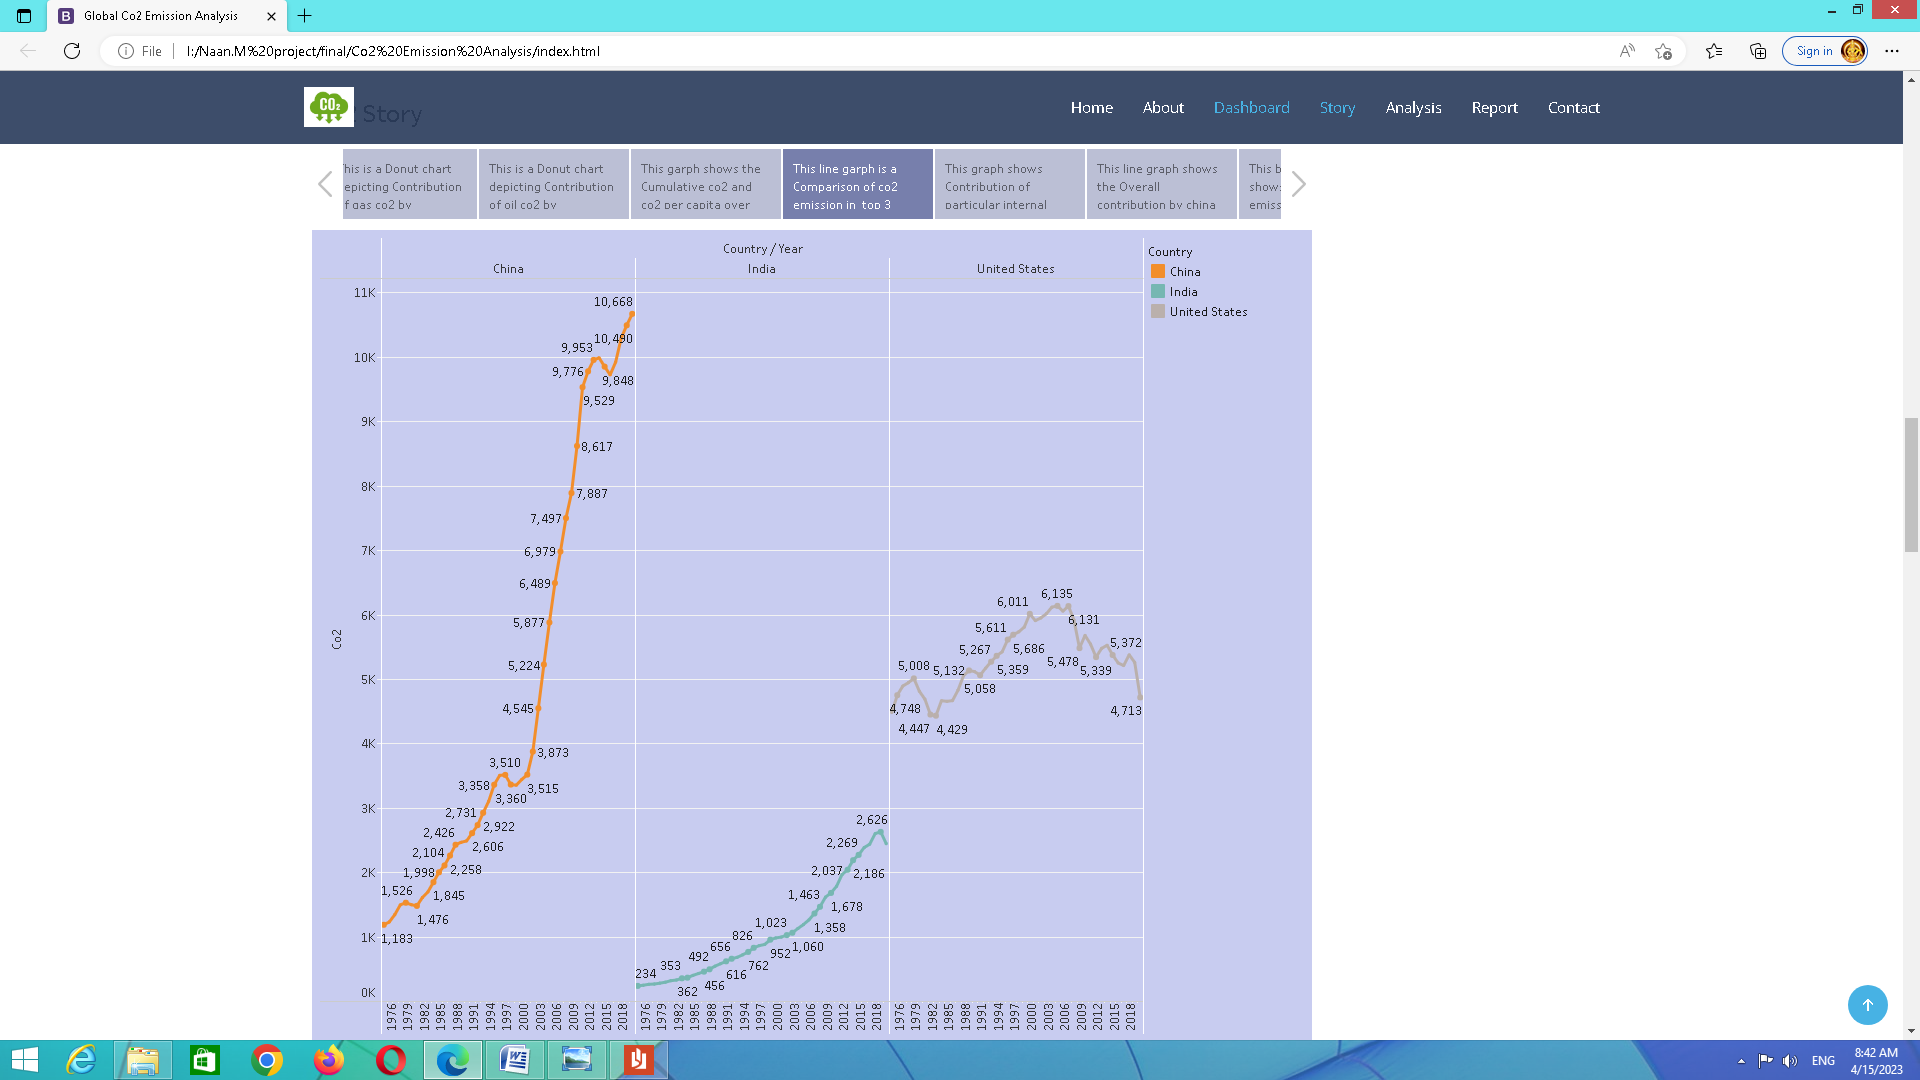 Global Co2 Emission Analysis
File
I:/Naan.M%20project/final/Co2%20Emission%20Analysis/index.html
Sign in
CO₂
Story
Home About Dashboard Story Analysis Report Contact
his is a Donut chart
epicting Contribution
f gas co2 by
This is a Donut chart
depicting Contribution
of oil co2 by
This garph shows the
Cumulative co2 and
co2 per capita over
This line garph is a
Comparison of co2
emission in top 3
This graph shows
Contribution of
particular internal
This line graph shows
the Overall
contribution by china
This b
show
emiss
Country / Year
China India United States
Country
China
India
United States
Co2
11K
10K
9K
8K
7K
6K
5K
4K
3K
2K
1K
0K
10,668
10,490
9,953
9,776
9,848
9,529
8,617
7,887
7,497
6,979
6,489
5,877
5,224
4,545
3,873
3,510
3,358
3,515
3,360
2,731
2,922
2,426
2,606
2,104
2,258
1,998
1,845
1,526
1,476
1,183
2,626
2,269
2,037
2,186
1,463
1,678
1,023
1,358
826
1,060
656
952
492
762
353
616
234
456
362
6,135
6,011
6,131
5,611
5,372
5,267
5,686
5,008
5,132
5,478
5,359
5,339
5,058
4,748
4,713
4,447
4,429
1976 1979 1982 1985 1988 1991 1994 1997 2000 2003 2006 2009 2012 2015 2018
1976 1979 1982 1985 1988 1991 1994 1997 2000 2003 2006 2009 2012 2015 2018
1976 1979 1982 1985 1988 1991 1994 1997 2000 2003 2006 2009 2012 2015 2018
ENG
8:42 AM
4/15/2023